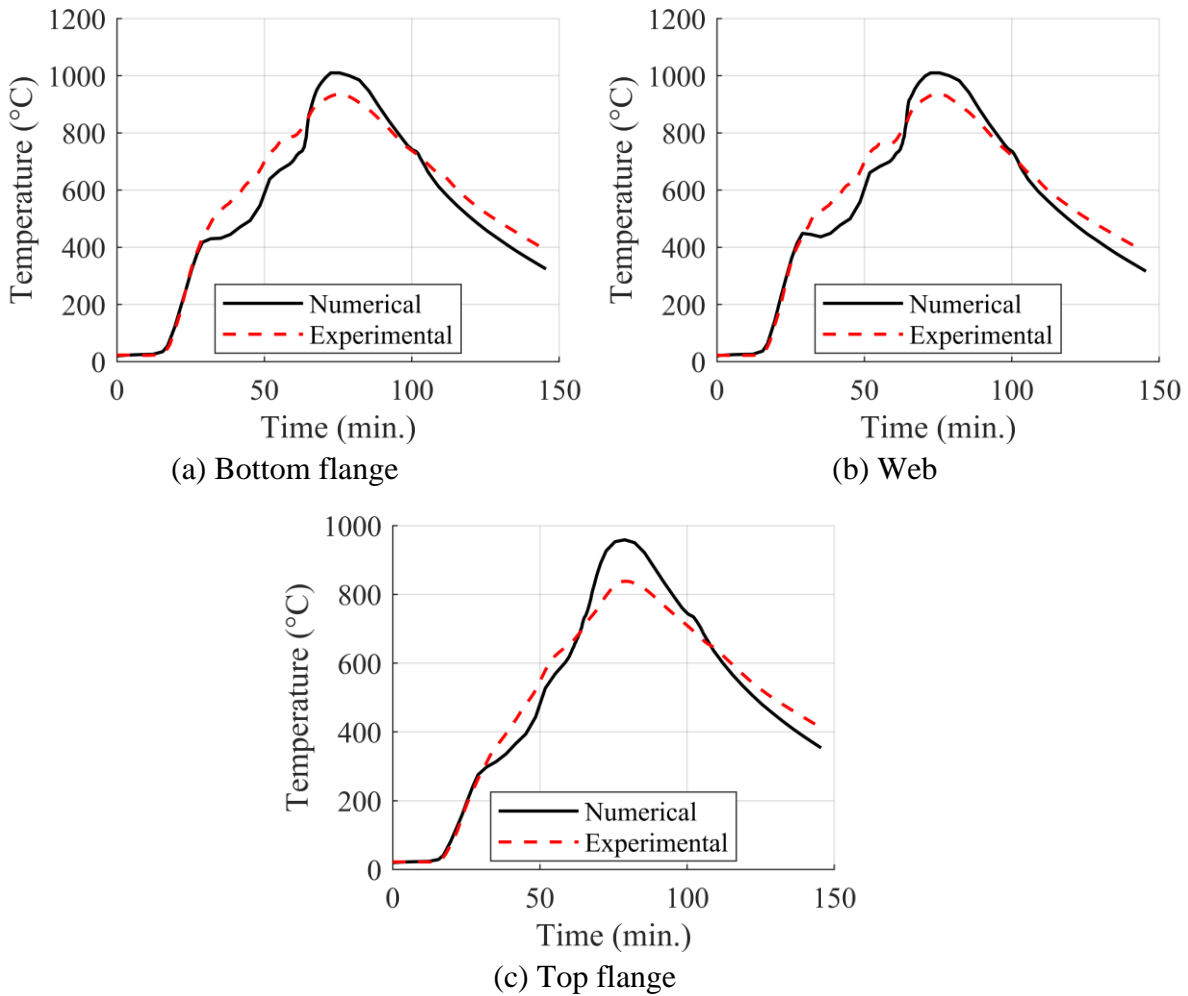 1200
1000
800
600
400
200
0
Temperature (°C)
Numerical
Experimental
0 50 100 150
Time (min.)
(a) Bottom flange
1200
1000
800
600
400
200
0
Temperature (°C)
Numerical
Experimental
0 50 100 150
Time (min.)
(b) Web
1000
800
600
400
200
0
Temperature (°C)
Numerical
Experimental
0 50 100 150
Time (min.)
(c) Top flange